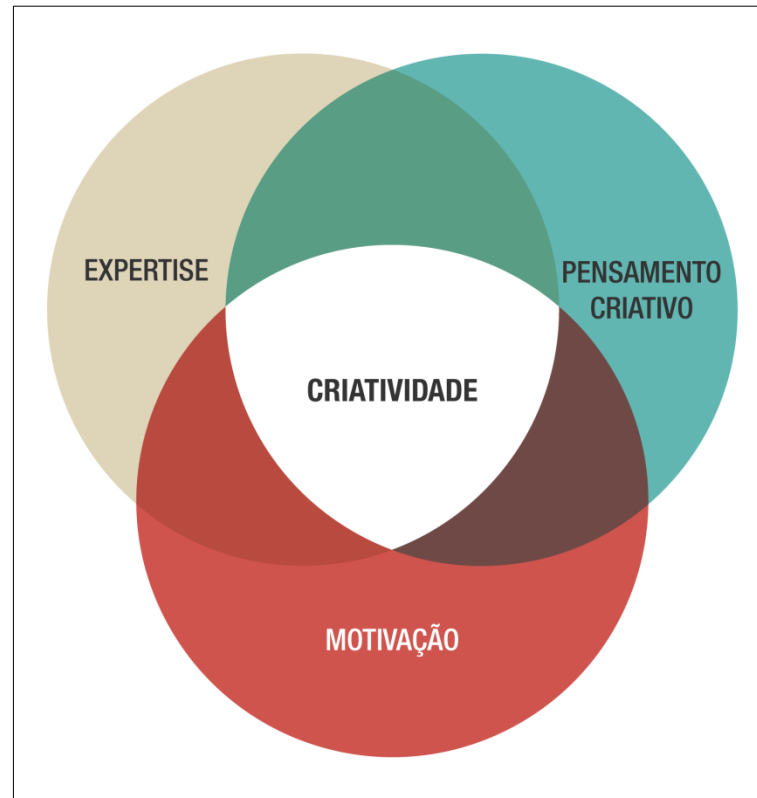 EXPERTISE
PENSAMENTO
CRIATIVO
CRIATIVIDADE
MOTIVAÇÃO